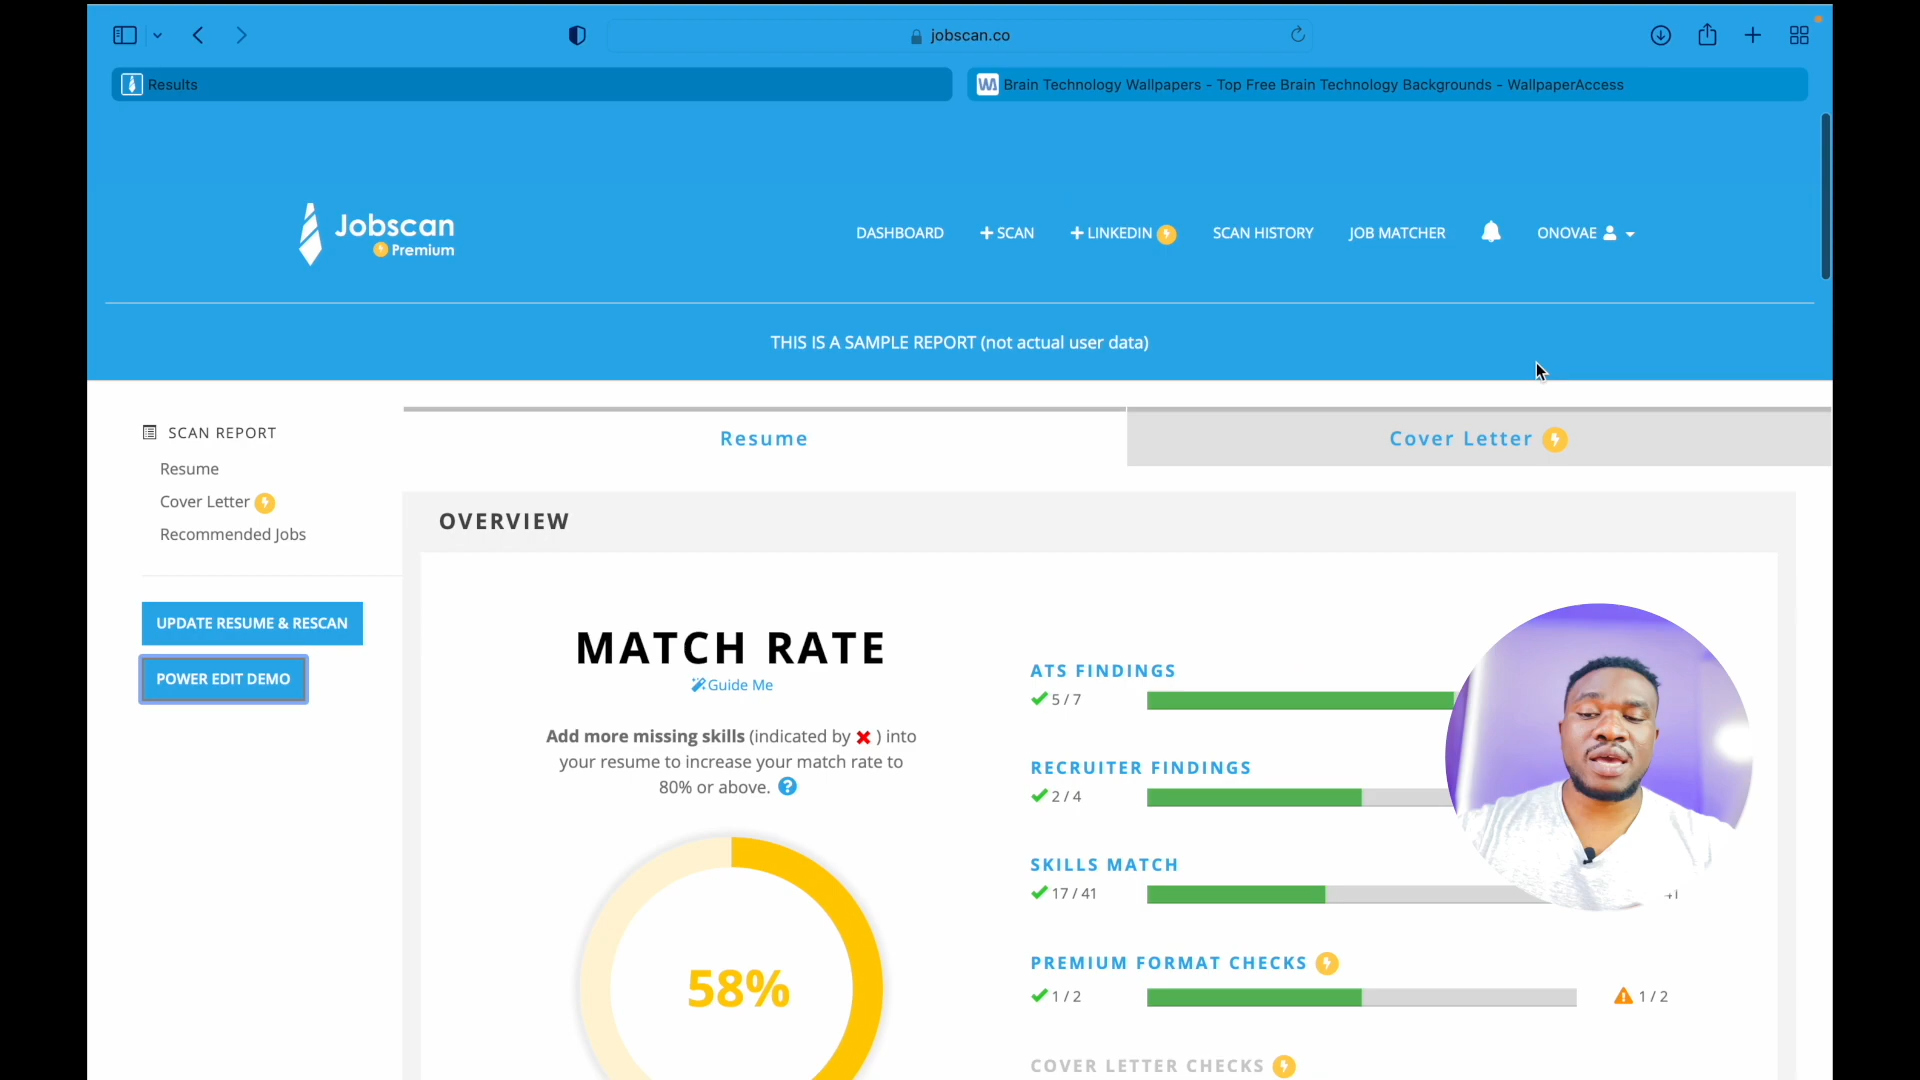 jobscan.co
Results
Brain Technology Wallpapers - Top Free Brain Technology Backgrounds - WallpaperAccess
Jobscan
Premium
DASHBOARD
+ SCAN
+ LINKEDIN
SCAN HISTORY
JOB MATCHER
ONOVAE
THIS IS A SAMPLE REPORT (not actual user data)
SCAN REPORT
Resume
Cover Letter
Recommended Jobs
UPDATE RESUME & RESCAN
POWER EDIT DEMO
Resume
Cover Letter
OVERVIEW
MATCH RATE
Guide Me
Add more missing skills (indicated by ✖ ) into
your resume to increase your match rate to
80% or above.
58%
ATS FINDINGS
5 / 7
RECRUITER FINDINGS
2 / 4
SKILLS MATCH
17 / 41
PREMIUM FORMAT CHECKS
1 / 2
1 / 2
COVER LETTER CHECKS